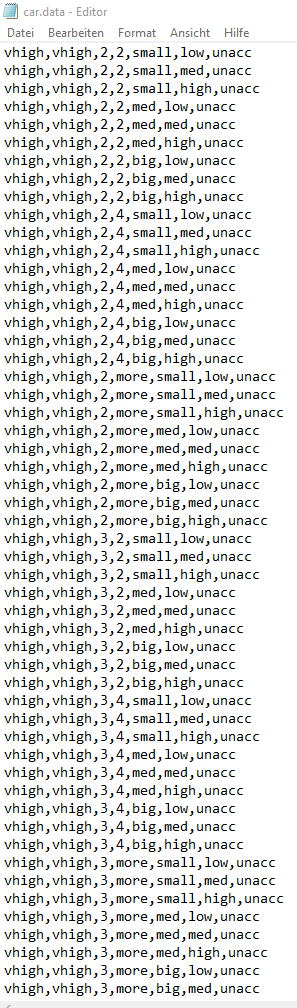 car.data - Editor
Datei Bearbeiten Format Ansicht Hilfe
vhigh,vhigh,2,2,small,low,unacc
vhigh,vhigh,2,2,small,med,unacc
vhigh,vhigh,2,2,small,high,unacc
vhigh,vhigh,2,2,med,low,unacc
vhigh,vhigh,2,2,med,med,unacc
vhigh,vhigh,2,2,med,high,unacc
vhigh,vhigh,2,2,big,low,unacc
vhigh,vhigh,2,2,big,med,unacc
vhigh,vhigh,2,2,big,high,unacc
vhigh,vhigh,2,4,small,low,unacc
vhigh,vhigh,2,4,small,med,unacc
vhigh,vhigh,2,4,small,high,unacc
vhigh,vhigh,2,4,med,low,unacc
vhigh,vhigh,2,4,med,med,unacc
vhigh,vhigh,2,4,med,high,unacc
vhigh,vhigh,2,4,big,low,unacc
vhigh,vhigh,2,4,big,med,unacc
vhigh,vhigh,2,4,big,high,unacc
vhigh,vhigh,2,more,small,low,unacc
vhigh,vhigh,2,more,small,med,unacc
vhigh,vhigh,2,more,small,high,unacc
vhigh,vhigh,2,more,med,low,unacc
vhigh,vhigh,2,more,med,med,unacc
vhigh,vhigh,2,more,med,high,unacc
vhigh,vhigh,2,more,big,low,unacc
vhigh,vhigh,2,more,big,med,unacc
vhigh,vhigh,2,more,big,high,unacc
vhigh,vhigh,3,2,small,low,unacc
vhigh,vhigh,3,2,small,med,unacc
vhigh,vhigh,3,2,small,high,unacc
vhigh,vhigh,3,2,med,low,unacc
vhigh,vhigh,3,2,med,med,unacc
vhigh,vhigh,3,2,med,high,unacc
vhigh,vhigh,3,2,big,low,unacc
vhigh,vhigh,3,2,big,med,unacc
vhigh,vhigh,3,2,big,high,unacc
vhigh,vhigh,3,4,small,low,unacc
vhigh,vhigh,3,4,small,med,unacc
vhigh,vhigh,3,4,small,high,unacc
vhigh,vhigh,3,4,med,low,unacc
vhigh,vhigh,3,4,med,med,unacc
vhigh,vhigh,3,4,med,high,unacc
vhigh,vhigh,3,4,big,low,unacc
vhigh,vhigh,3,4,big,med,unacc
vhigh,vhigh,3,4,big,high,unacc
vhigh,vhigh,3,more,small,low,unacc
vhigh,vhigh,3,more,small,med,unacc
vhigh,vhigh,3,more,small,high,unacc
vhigh,vhigh,3,more,med,low,unacc
vhigh,vhigh,3,more,med,med,unacc
vhigh,vhigh,3,more,med,high,unacc
vhigh,vhigh,3,more,big,low,unacc
vhigh,vhigh,3,more,big,med,unacc